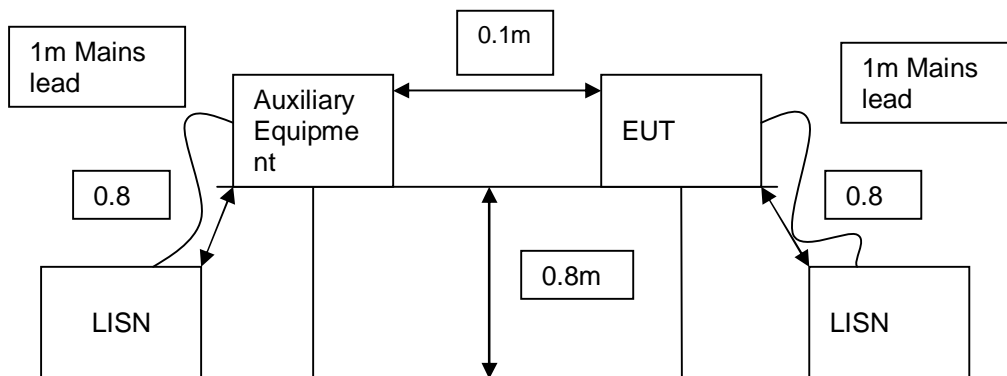 0.1m
1m Mains
lead
1m Mains
lead
Auxiliary
Equipme
nt
EUT
0.8
0.8
0.8m
LISN
LISN